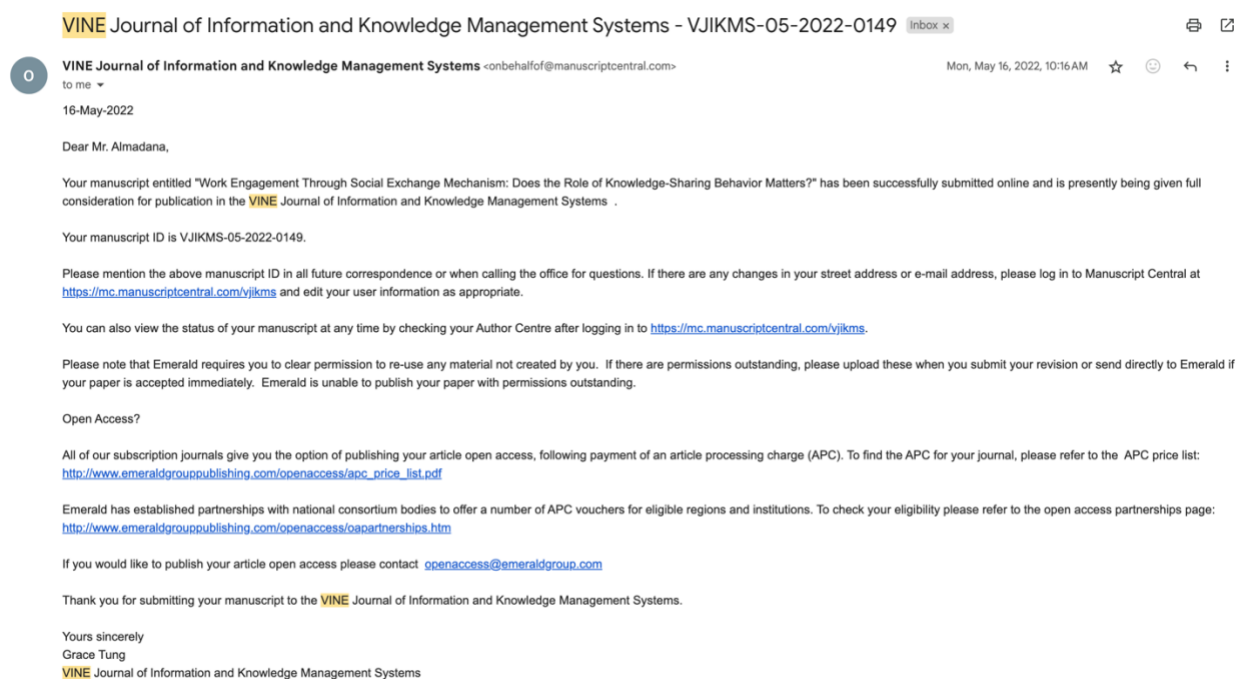 VINE Journal of Information and Knowledge Management Systems - VJIKMS-05-2022-0149 Inbox ×
O
VINE Journal of Information and Knowledge Management Systems <onbehalfof@manuscriptcentral.com> Mon, May 16, 2022, 10:16 AM
to me
16-May-2022
Dear Mr. Almadana,
Your manuscript entitled "Work Engagement Through Social Exchange Mechanism: Does the Role of Knowledge-Sharing Behavior Matters?" has been successfully submitted online and is presently being given full
consideration for publication in the VINE Journal of Information and Knowledge Management Systems .
Your manuscript ID is VJIKMS-05-2022-0149.
Please mention the above manuscript ID in all future correspondence or when calling the office for questions. If there are any changes in your street address or e-mail address, please log in to Manuscript Central at
https://mc.manuscriptcentral.com/vjikms and edit your user information as appropriate.
You can also view the status of your manuscript at any time by checking your Author Centre after logging in to https://mc.manuscriptcentral.com/vjikms.
Please note that Emerald requires you to clear permission to re-use any material not created by you. If there are permissions outstanding, please upload these when you submit your revision or send directly to Emerald if
your paper is accepted immediately. Emerald is unable to publish your paper with permissions outstanding.
Open Access?
All of our subscription journals give you the option of publishing your article open access, following payment of an article processing charge (APC). To find the APC for your journal, please refer to the APC price list:
http://www.emeraldgrouppublishing.com/openaccess/apc_price_list.pdf
Emerald has established partnerships with national consortium bodies to offer a number of APC vouchers for eligible regions and institutions. To check your eligibility please refer to the open access partnerships page:
http://www.emeraldgrouppublishing.com/openaccess/oapartnerships.htm
If you would like to publish your article open access please contact openaccess@emeraldgroup.com
Thank you for submitting your manuscript to the VINE Journal of Information and Knowledge Management Systems.
Yours sincerely
Grace Tung
VINE Journal of Information and Knowledge Management Systems